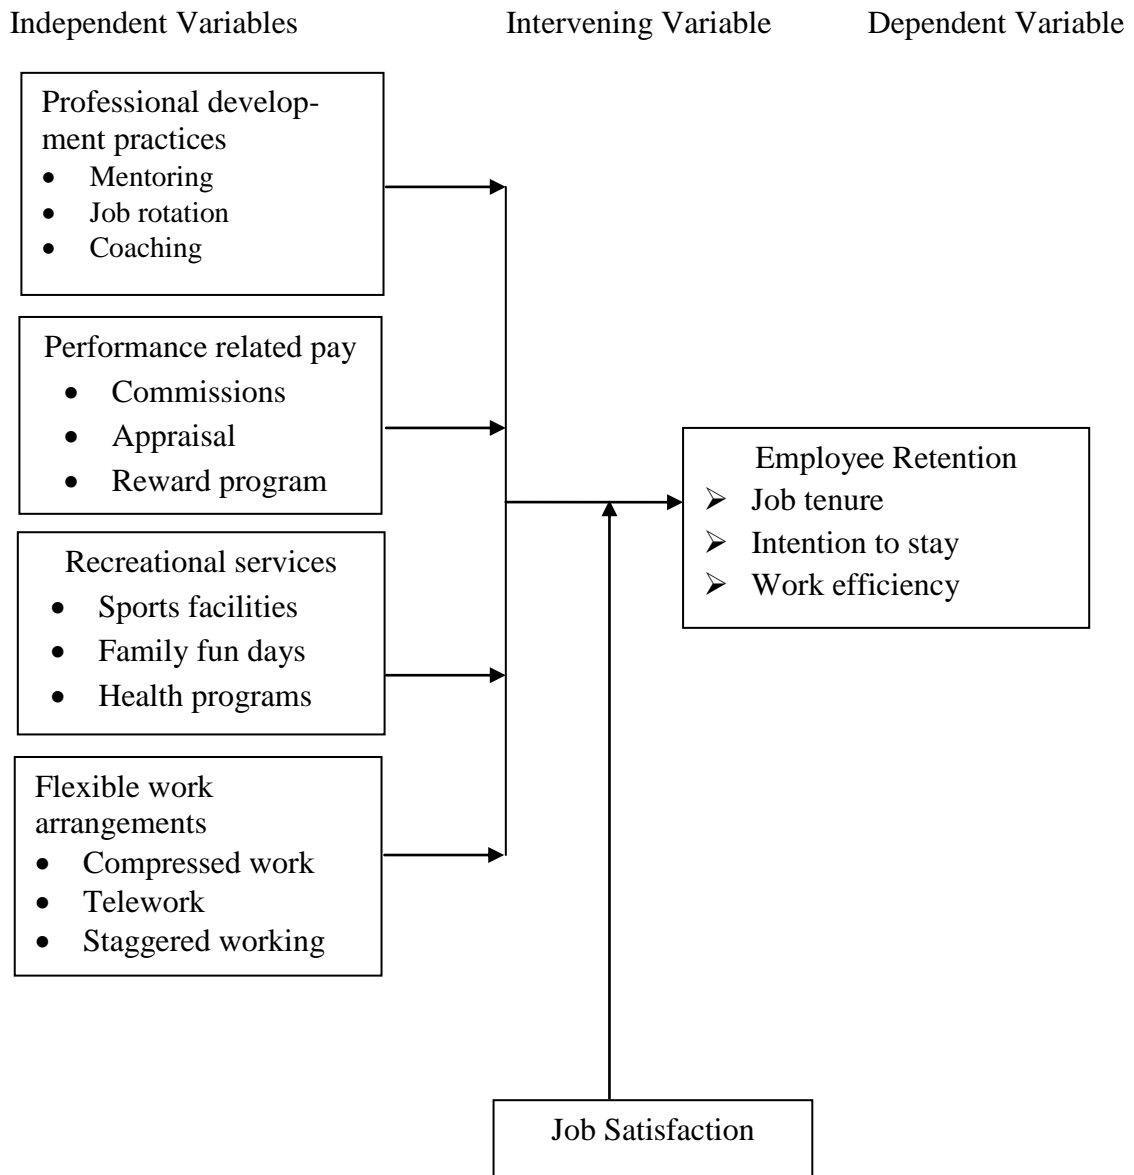 Independent Variables
Intervening Variable
Dependent Variable
Professional develop-
ment practices
• Mentoring
• Job rotation
• Coaching
Performance related pay
• Commissions
• Appraisal
• Reward program
Recreational services
• Sports facilities
• Family fun days
• Health programs
Flexible work
arrangements
• Compressed work
• Telework
• Staggered working
Employee Retention
➢ Job tenure
➢ Intention to stay
➢ Work efficiency
Job Satisfaction